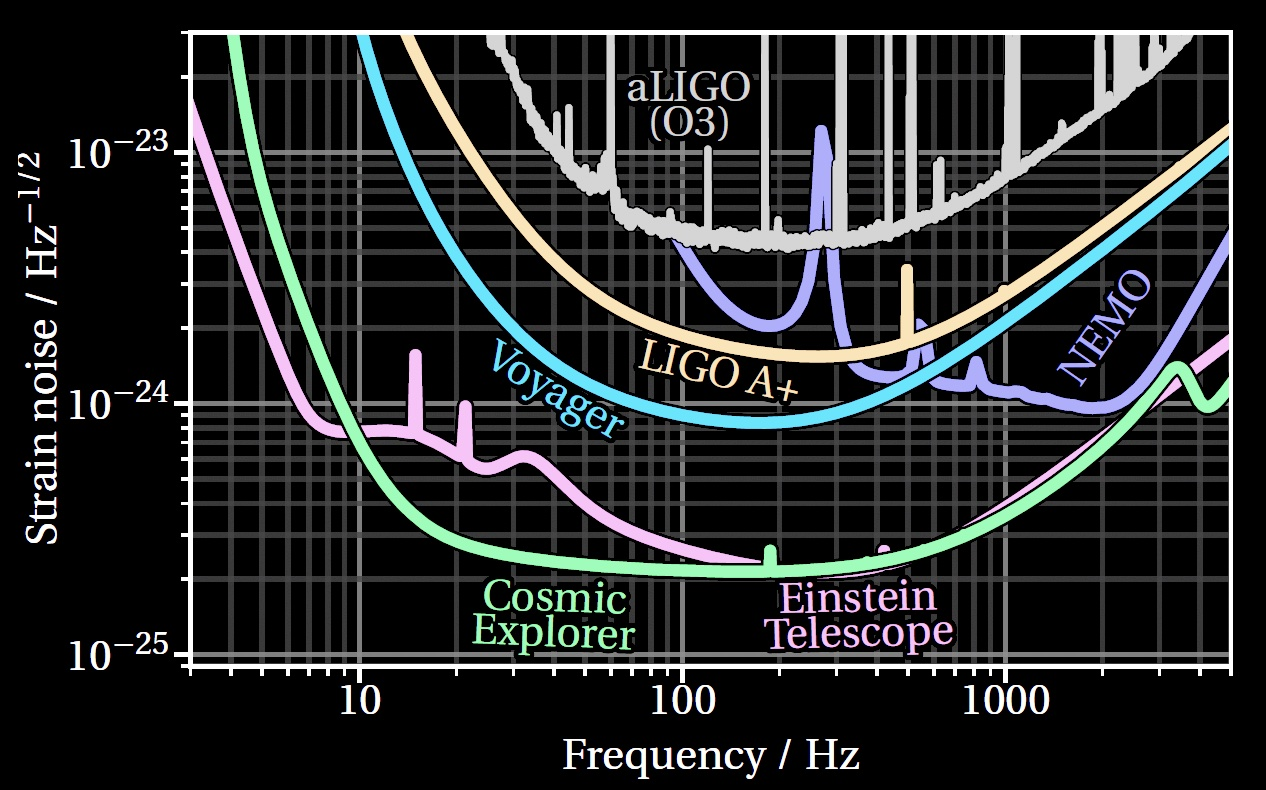 aLIGO
(O3)
10⁻²³
Strain noise / Hz⁻¹/²
NEMO
Voyager
LIGO A+
10⁻²⁴
Cosmic
Explorer
Einstein
Telescope
10⁻²⁵
10 100 1000
Frequency / Hz